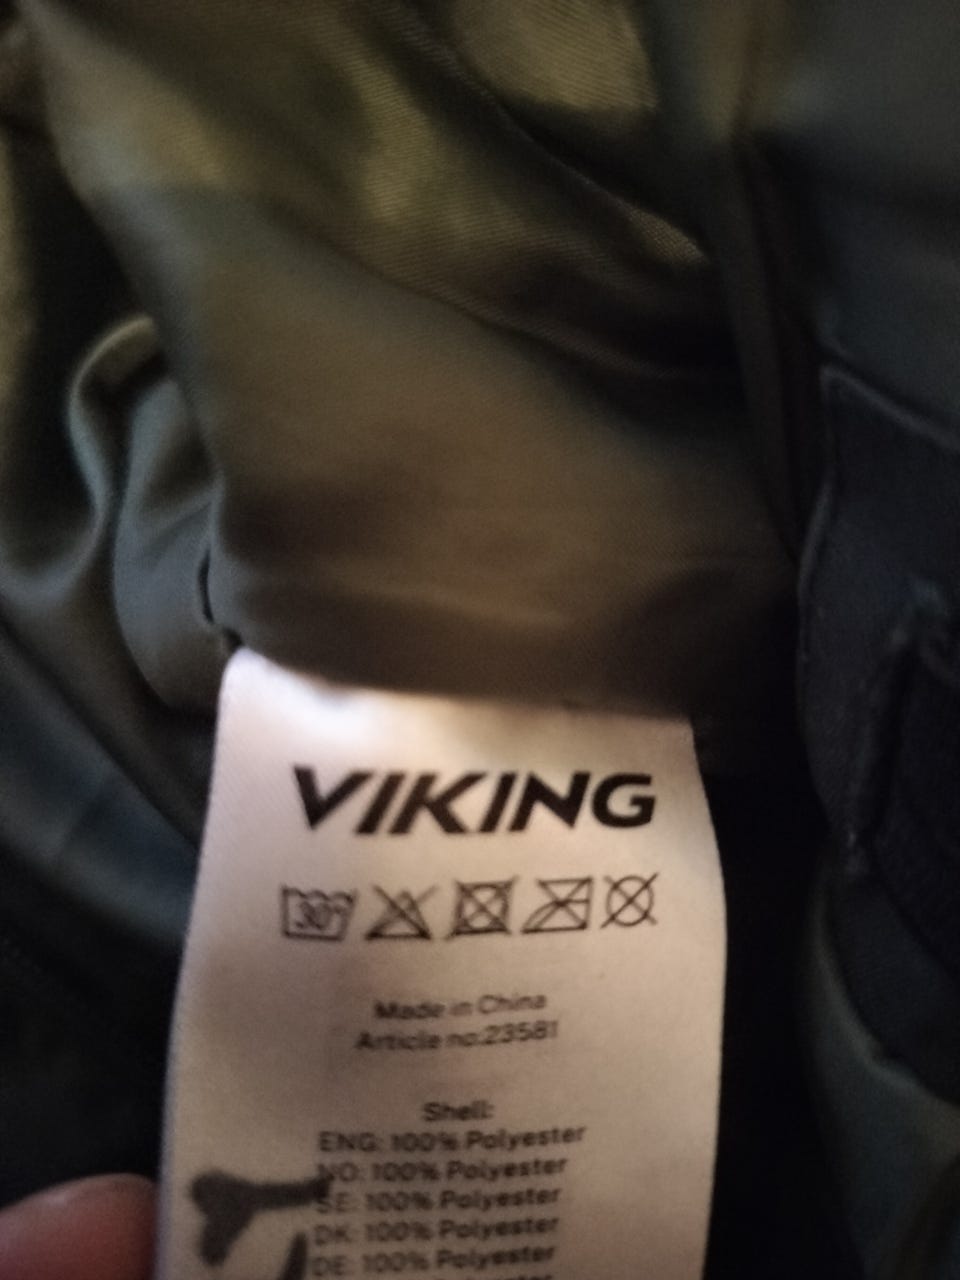 VIKING
30°
Made in China
Article no:23581
Shell:
ENG: 100% Polyester
NO: 100% Polyester
SE: 100% Polyester
DK: 100% Polyester
DE: 100% Polyester